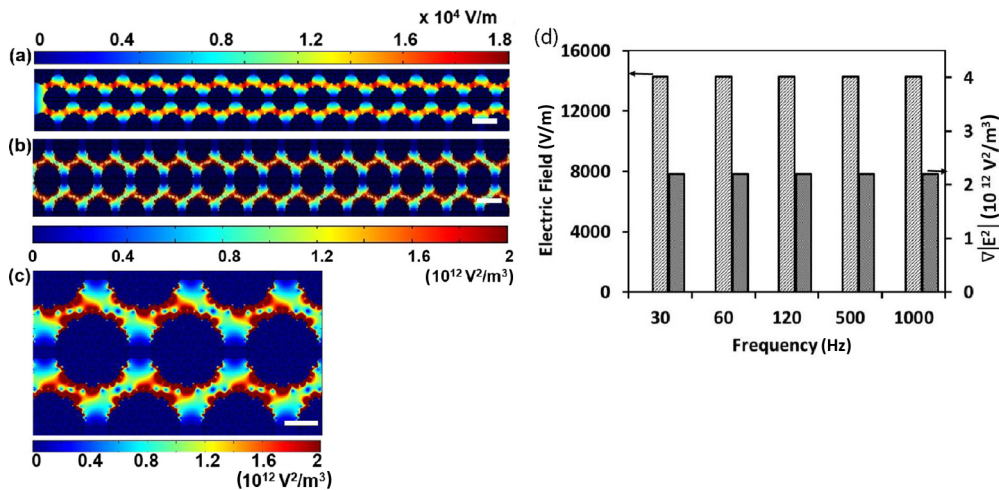 x 10⁴ V/m
0 0.4 0.8 1.2 1.6 1.8
(a)
(b)
0 0.4 0.8 1.2 1.6 2
(10¹² V²/m³)
(c)
0 0.4 0.8 1.2 1.6 2
(10¹² V²/m³)
(d)
Electric Field (V/m)
16000
12000
8000
4000
0
30 60 120 500 1000
Frequency (Hz)
4
3
2
1
0
∇|E²| (10¹² V²/m³)